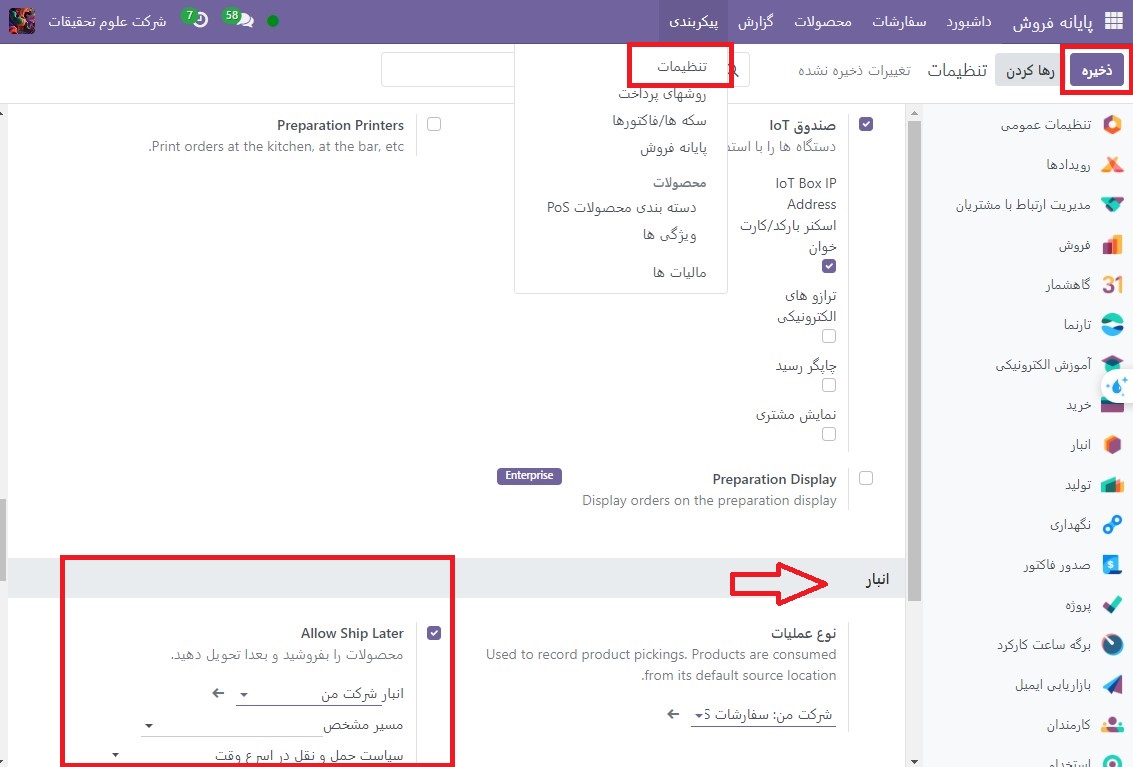 پایانه فروش
داشبورد
سفارشات
محصولات
گزارش
پیکربندی
58
7
شرکت علوم تحقیقات
ذخیره
رها کردن
تنظیمات
تغییرات ذخیره نشده
تنظیمات
روشهای پرداخت
سکه ها/فاکتورها
پایانه فروش
محصولات
دسته بندی محصولات PoS
ویژگی ها
مالیات ها
تنظیمات عمومی
رویدادها
مدیریت ارتباط با مشتریان
فروش
31 گاهشمار
تارنما
آموزش الکترونیکی
خرید
انبار
تولید
نگهداری
صدور فاکتور
پروژه
برگه ساعت کارکرد
بازاریابی ایمیل
کارمندان
استخدام
صندوق IoT
دستگاه ها را با
IoT Box IP
Address
اسکنر بارکد/کارت
خوان
ترازو های
الکترونیکی
چاپگر رسید
نمایش مشتری
Preparation Printers
Print orders at the kitchen, at the bar, etc.
Preparation Display
Enterprise
Display orders on the preparation display
انبار
نوع عملیات
Used to record product pickings. Products are consumed
from its default source location.
شرکت من: سفارشات
Allow Ship Later
محصولات را بفروشید و بعدا تحویل دهید.
انبار شرکت من
مسیر مشخص
سیاست حمل و نقل در اسرع وقت